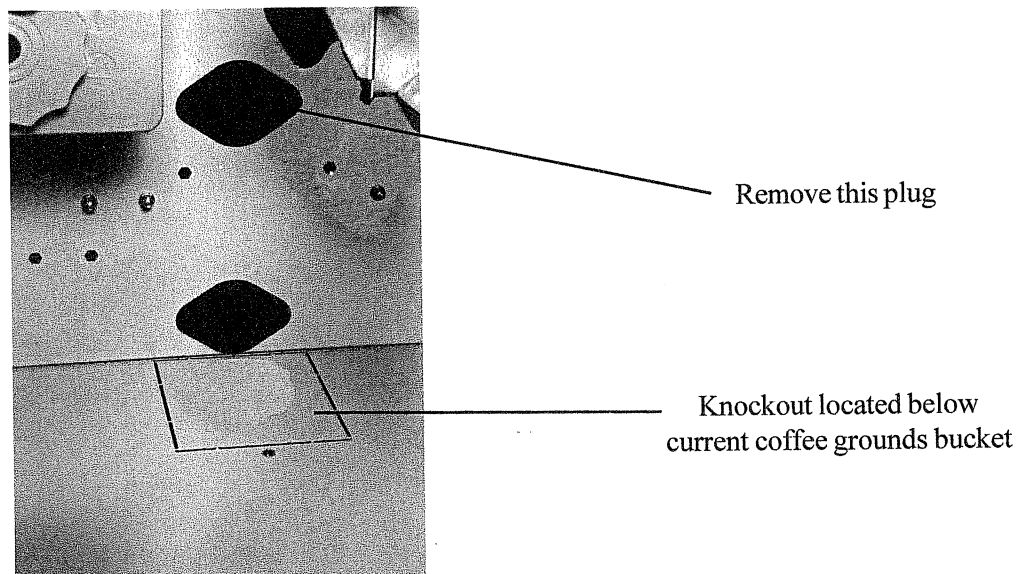 Remove this plug
Knockout located below
current coffee grounds bucket